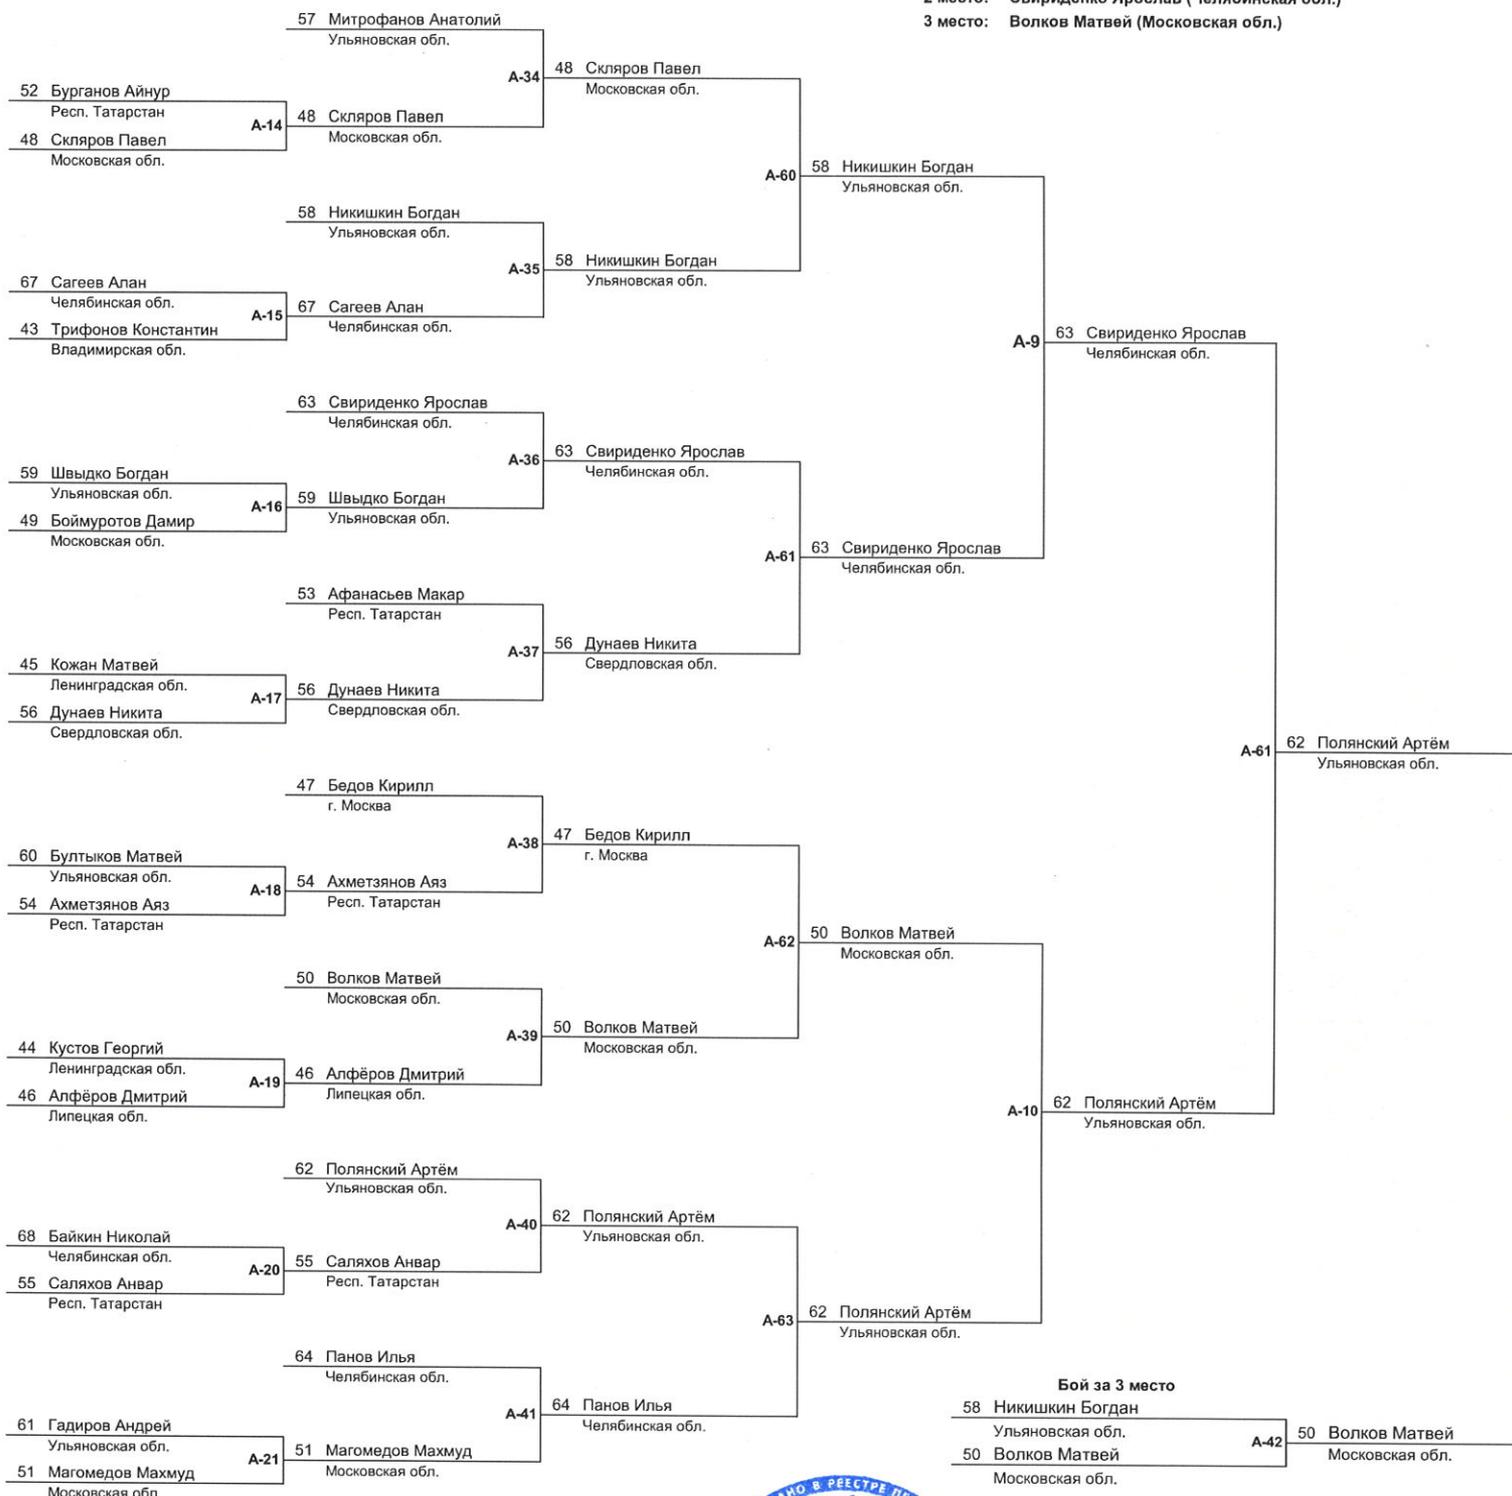 2 место: Свириденко Ярослав (Челябинская обл.)
3 место: Волков Матвей (Московская обл.)
57 Митрофанов Анатолий
Ульяновская обл.
А-34
48 Скляров Павел
Московская обл.
52 Бурганов Айнур
Респ. Татарстан
А-14
48 Скляров Павел
Московская обл.
48 Скляров Павел
Московская обл.
А-60
58 Никишкин Богдан
Ульяновская обл.
58 Никишкин Богдан
Ульяновская обл.
А-35
58 Никишкин Богдан
Ульяновская обл.
67 Сагеев Алан
Челябинская обл.
А-15
67 Сагеев Алан
Челябинская обл.
43 Трифонов Константин
Владимирская обл.
А-9
63 Свириденко Ярослав
Челябинская обл.
63 Свириденко Ярослав
Челябинская обл.
А-36
63 Свириденко Ярослав
Челябинская обл.
59 Швыдко Богдан
Ульяновская обл.
А-16
59 Швыдко Богдан
Ульяновская обл.
49 Боймуротов Дамир
Московская обл.
А-61
63 Свириденко Ярослав
Челябинская обл.
53 Афанасьев Макар
Респ. Татарстан
А-37
56 Дунаев Никита
Свердловская обл.
45 Кожан Матвей
Ленинградская обл.
А-17
56 Дунаев Никита
Свердловская обл.
56 Дунаев Никита
Свердловская обл.
А-61
62 Полянский Артём
Ульяновская обл.
47 Бедов Кирилл
г. Москва
А-38
47 Бедов Кирилл
г. Москва
60 Бултыков Матвей
Ульяновская обл.
А-18
54 Ахметзянов Аяз
Респ. Татарстан
54 Ахметзянов Аяз
Респ. Татарстан
А-62
50 Волков Матвей
Московская обл.
50 Волков Матвей
Московская обл.
А-39
50 Волков Матвей
Московская обл.
44 Кустов Георгий
Ленинградская обл.
А-19
46 Алфёров Дмитрий
Липецкая обл.
46 Алфёров Дмитрий
Липецкая обл.
А-10
62 Полянский Артём
Ульяновская обл.
62 Полянский Артём
Ульяновская обл.
А-40
62 Полянский Артём
Ульяновская обл.
68 Байкин Николай
Челябинская обл.
А-20
55 Саляхов Анвар
Респ. Татарстан
55 Саляхов Анвар
Респ. Татарстан
А-63
62 Полянский Артём
Ульяновская обл.
64 Панов Илья
Челябинская обл.
А-41
64 Панов Илья
Челябинская обл.
61 Гадиров Андрей
Ульяновская обл.
А-21
51 Магомедов Махмуд
Московская обл.
51 Магомедов Махмуд
Московская обл.
Бой за 3 место
58 Никишкин Богдан
Ульяновская обл.
А-42
50 Волков Матвей
Московская обл.
50 Волков Матвей
Московская обл.
В РЕЕСТРЕ